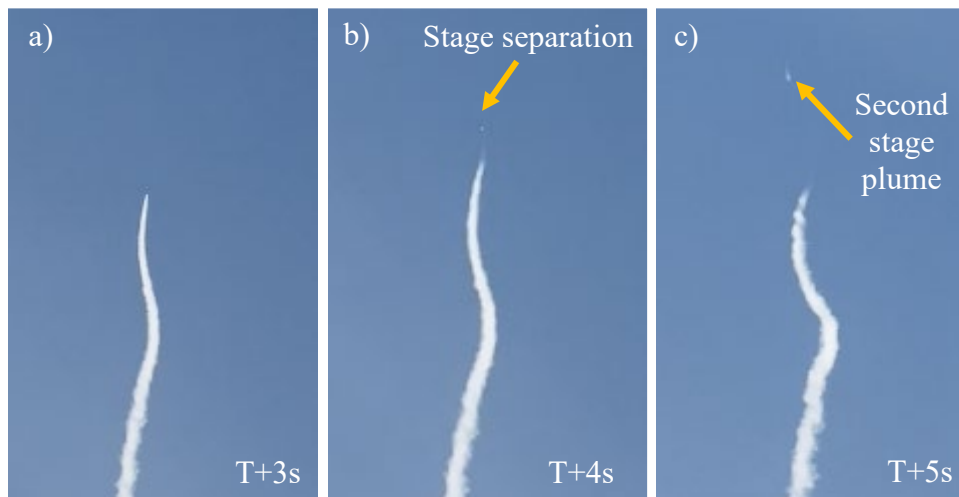 a)
T+3s
b)
Stage separation
T+4s
c)
Second
stage
plume
T+5s